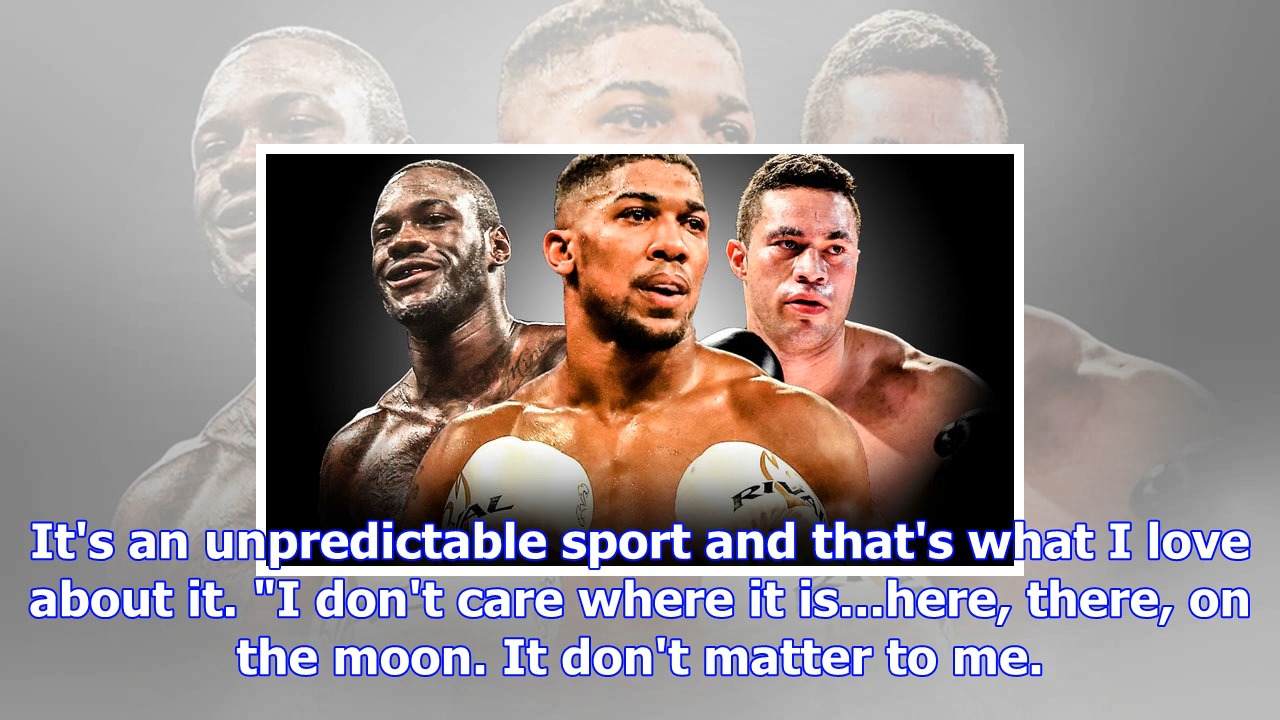 RIVAL
It's an unpredictable sport and that's what I love
about it. "I don't care where it is...here, there, on
the moon. It don't matter to me.